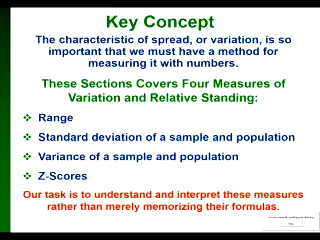 Key Concept
The characteristic of spread, or variation, is so
important that we must have a method for
measuring it with numbers.
These Sections Covers Four Measures of
Variation and Relative Standing:
Range
Standard deviation of a sample and population
Variance of a sample and population
Z-Scores
Our task is to understand and interpret these measures
rather than merely memorizing their formulas.